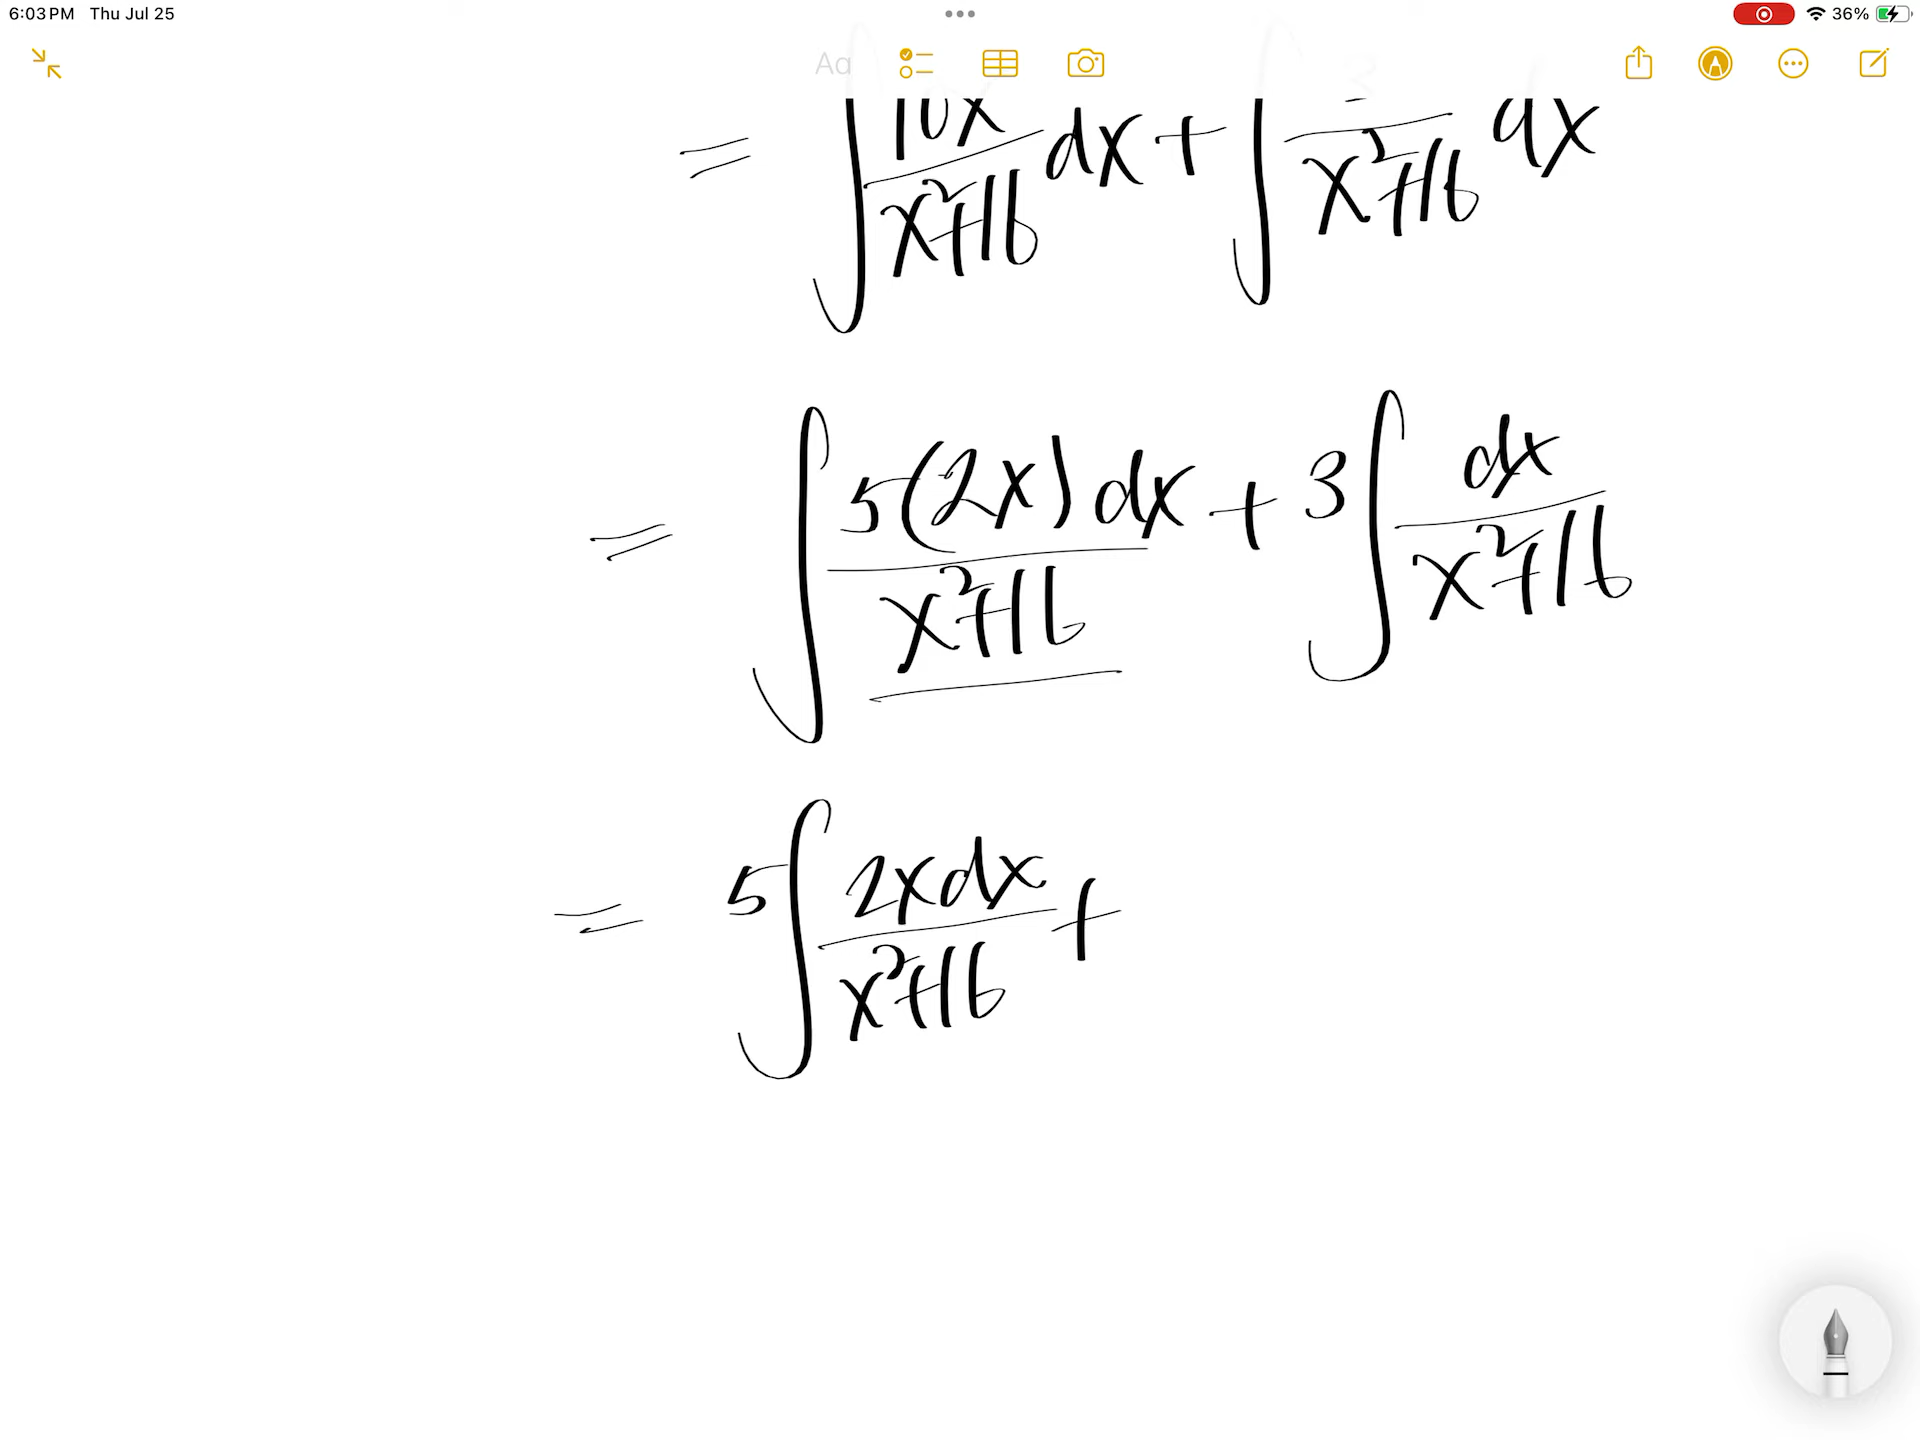 6:03 PM Thu Jul 25
36%
Aa
= ∫ 10x/(x²+16) dx + ∫ 3/(x²+16) dx
= ∫ 5(2x) dx/(x²+16) + 3 ∫ dx/(x²+16)
= 5 ∫ 2x dx/(x²+16) +